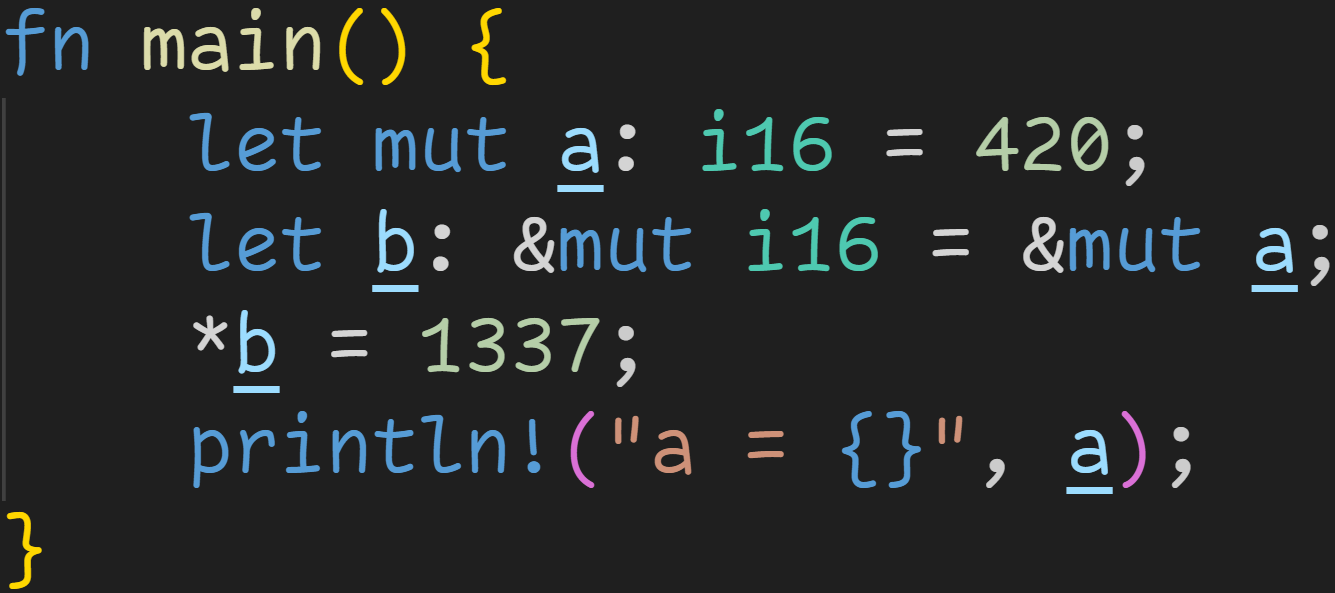 fn main() {
    let mut a: i16 = 420;
    let b: &mut i16 = &mut a;
    *b = 1337;
    println!("a = {}", a);
}